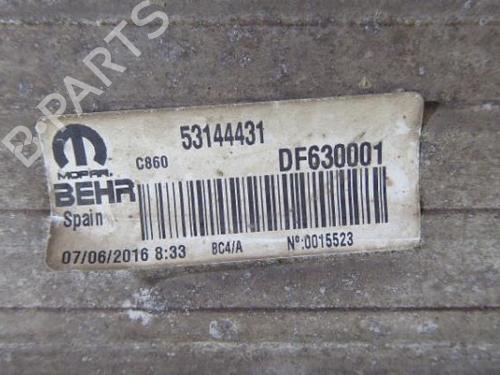 B-PARTS
MOPAR.
BEHR
Spain
C860
53144431
DF630001
07/06/2016 8:33
8C4/A
Nº:0015523